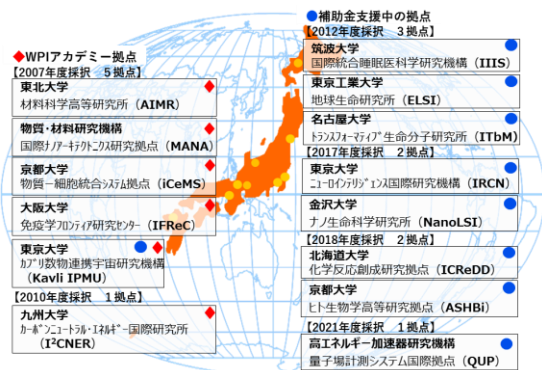 ◆WPIアカデミー拠点
【2007年度採択 5拠点】
東北大学
材料科学高等研究所（AIMR）
物質・材料研究機構
国際ナノアーキテクトニクス研究拠点（MANA）
京都大学
物質－細胞統合システム拠点（iCeMS）
大阪大学
免疫学フロンティア研究センター（IFReC）
東京大学
カブリ数物連携宇宙研究機構
（Kavli IPMU）
【2010年度採択 1拠点】
九州大学
カーボンニュートラル・エネルギー国際研究所
（I²CNER）
●補助金支援中の拠点
【2012年度採択 3拠点】
筑波大学
国際統合睡眠医科学研究機構（IIIS）
東京工業大学
地球生命研究所（ELSI）
名古屋大学
トランスフォーマティブ生命分子研究所（ITbM）
【2017年度採択 2拠点】
東京大学
ニューロインテリジェンス国際研究機構（IRCN）
金沢大学
ナノ生命科学研究所（NanoLSI）
【2018年度採択 2拠点】
北海道大学
化学反応創成研究拠点（ICReDD）
京都大学
ヒト生物学高等研究拠点（ASHBi）
【2021年度採択 1拠点】
高エネルギー加速器研究機構
量子場計測システム国際拠点（QUP）